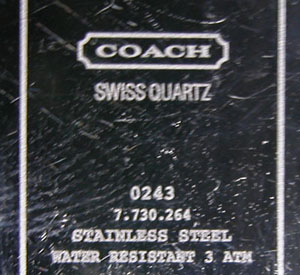 COACH
SWISS QUARTZ
0243
7.730.264
STAINLESS STEEL
WATER RESISTANT 3 ATM